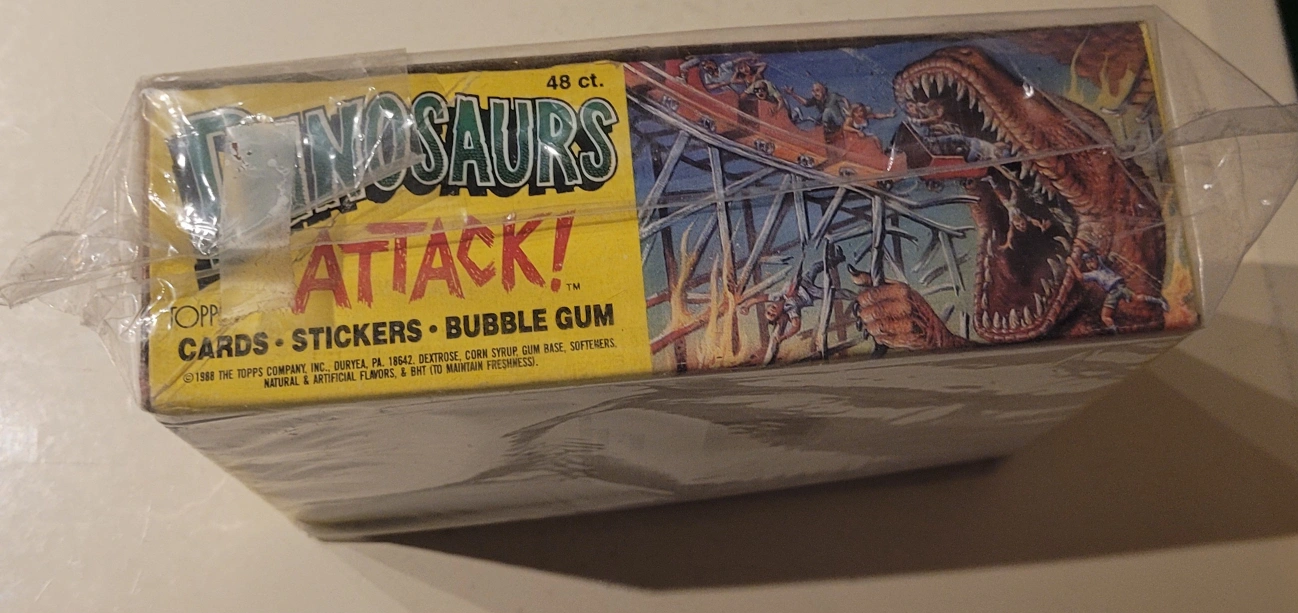 48 ct.
DINOSAURS
ATTACK!™
TOPP
CARDS • STICKERS • BUBBLE GUM
©1988 THE TOPPS COMPANY, INC., DURYEA, PA. 18642. DEXTROSE, CORN SYRUP, GUM BASE, SOFTENERS,
NATURAL & ARTIFICIAL FLAVORS, & BHT (TO MAINTAIN FRESHNESS).